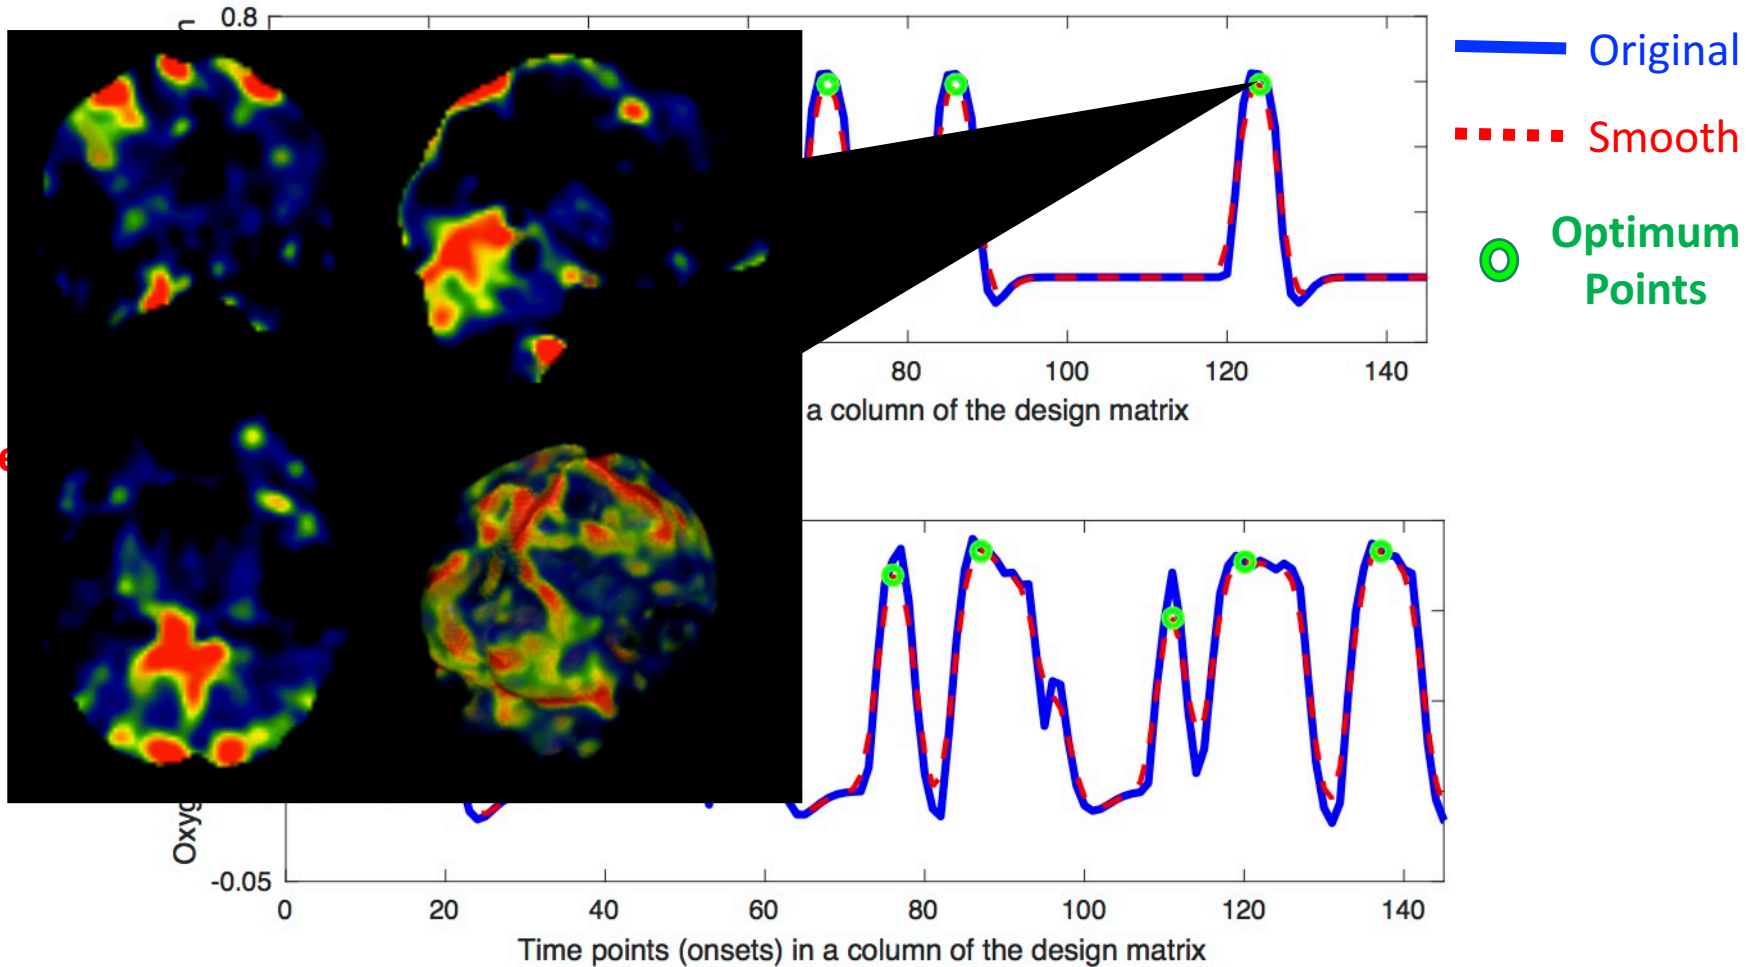 0.8
Original
Smooth
Optimum
Points
80 100 120 140
a column of the design matrix
-0.05
0 20 40 60 80 100 120 140
Time points (onsets) in a column of the design matrix